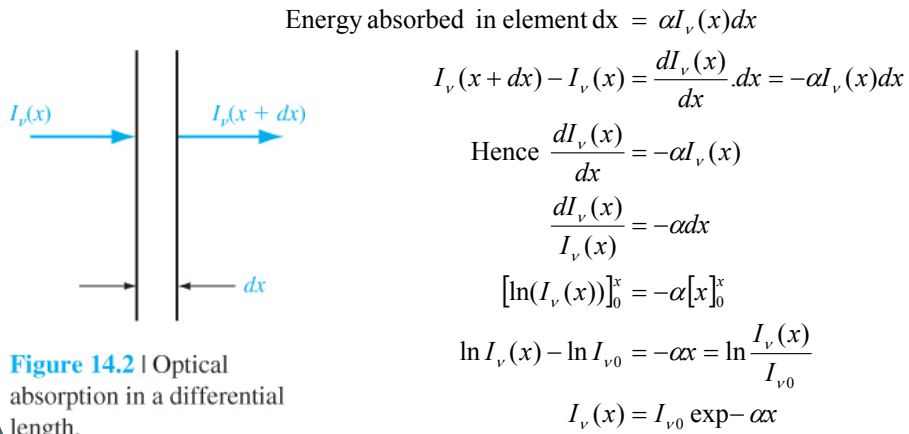 Energy absorbed in element dx = αI_ν(x)dx
I_ν(x + dx) − I_ν(x) = dI_ν(x)/dx .dx = −αI_ν(x)dx
Hence dI_ν(x)/dx = −αI_ν(x)
dI_ν(x)/I_ν(x) = −αdx
[ln(I_ν(x))]_0^x = −α[x]_0^x
ln I_ν(x) − ln I_ν0 = −αx = ln I_ν(x)/I_ν0
I_ν(x) = I_ν0 exp− αx
I_ν(x)
I_ν(x + dx)
dx
Figure 14.2 | Optical
absorption in a differential
length.